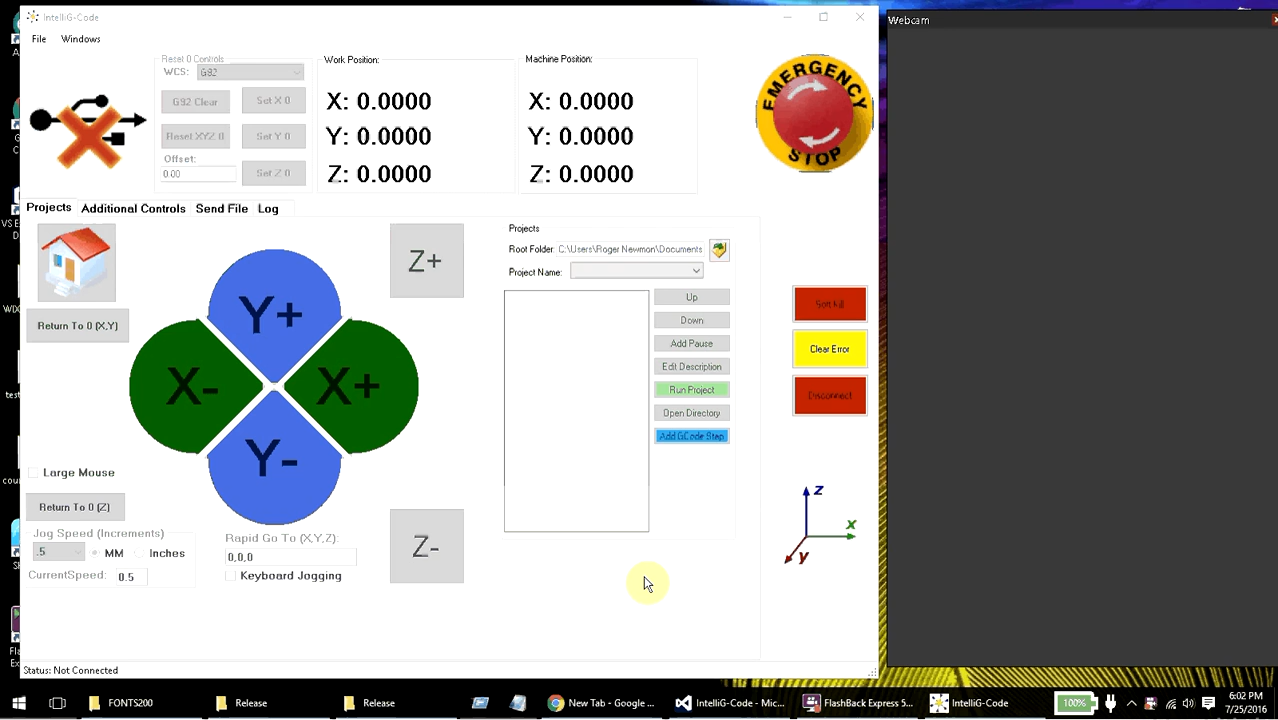 IntelliG-Code
File Windows
Reset 0 Controls
WCS: G92
G92 Clear Set X 0
Reset XYZ 0 Set Y 0
Offset:
0.00 Set Z 0
Work Position:
X: 0.0000
Y: 0.0000
Z: 0.0000
Machine Position:
X: 0.0000
Y: 0.0000
Z: 0.0000
EMERGENCY
STOP
Projects Additional Controls Send File Log
Return To 0 (X,Y)
Y+
X- X+
Y-
Z+
Z-
Large Mouse
Return To 0 (Z)
Jog Speed (Increments)
.5 MM Inches
CurrentSpeed: 0.5
Rapid Go To (X,Y,Z):
0,0,0
Keyboard Jogging
Projects
Root Folder: C:\Users\Roger Newmon\Documents
Project Name:
Up
Down
Add Pause
Edit Description
Run Project
Open Directory
Add GCode Step
Soft Kill
Clear Error
Disconnect
z
x
y
Status: Not Connected
Webcam
FONTS200 Release Release New Tab - Google ... IntelliG-Code - Mic... FlashBack Express 5... IntelliG-Code 100% 6:02 PM
7/25/2016